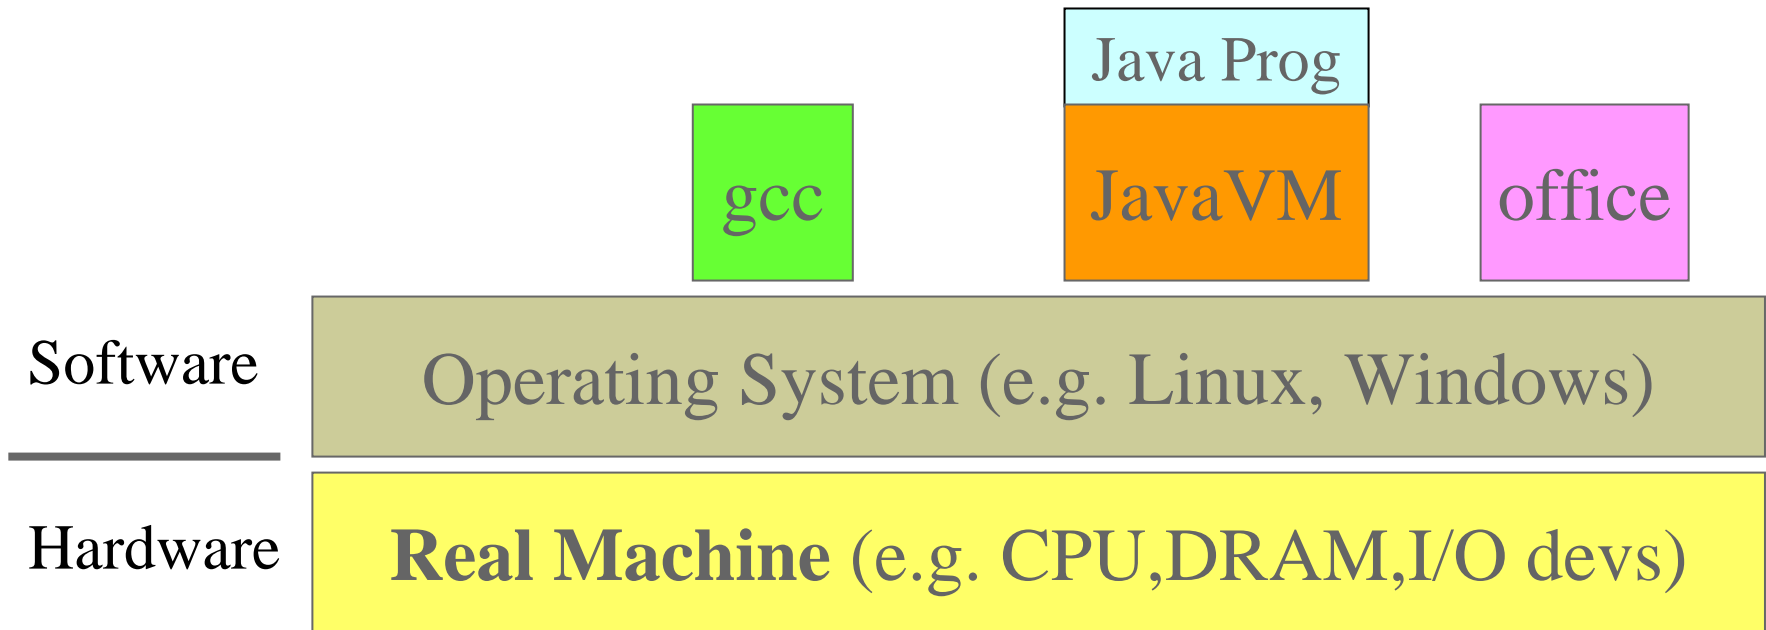 Java Prog
gcc
JavaVM
office
Software
Operating System (e.g. Linux, Windows)
Hardware
Real Machine (e.g. CPU,DRAM,I/O devs)